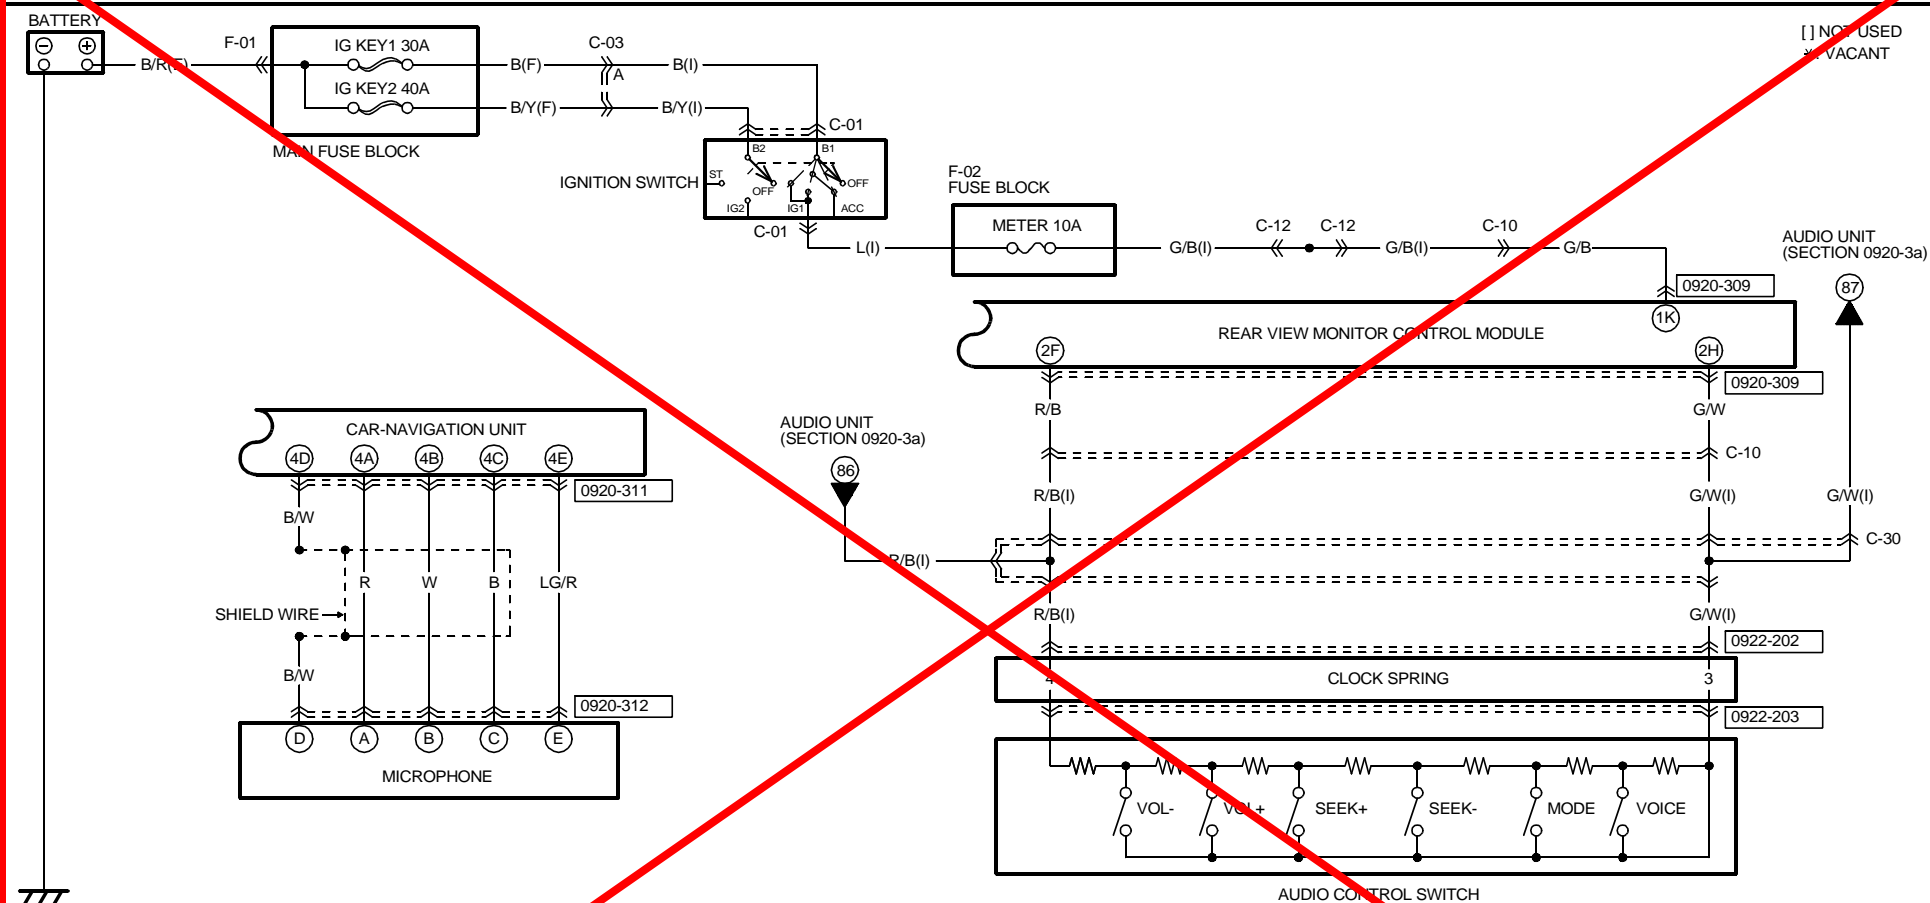 BATTERY
[ ] NOT USED
*: VACANT
F-01
IG KEY1 30A
IG KEY2 40A
MAIN FUSE BLOCK
B/R(F)
B(F)
C-03
A
B(I)
B/Y(F)
B/Y(I)
C-01
B2
B1
ST
OFF
OFF
IG2
IG1
ACC
IGNITION SWITCH
C-01
L(I)
F-02
FUSE BLOCK
METER 10A
G/B(I)
C-12
C-12
G/B(I)
C-10
G/B
AUDIO UNIT
(SECTION 0920-3a)
87
0920-309
1K
REAR VIEW MONITOR CONTROL MODULE
2F
2H
0920-309
R/B
G/W
C-10
R/B(I)
G/W(I)
G/W(I)
C-30
AUDIO UNIT
(SECTION 0920-3a)
86
R/B(I)
R/B(I)
G/W(I)
0922-202
4
CLOCK SPRING
3
0922-203
VOL-
VOL+
SEEK+
SEEK-
MODE
VOICE
AUDIO CONTROL SWITCH
CAR-NAVIGATION UNIT
4D
4A
4B
4C
4E
0920-311
B/W
R
W
B
LG/R
SHIELD WIRE
B/W
0920-312
D
A
B
C
E
MICROPHONE